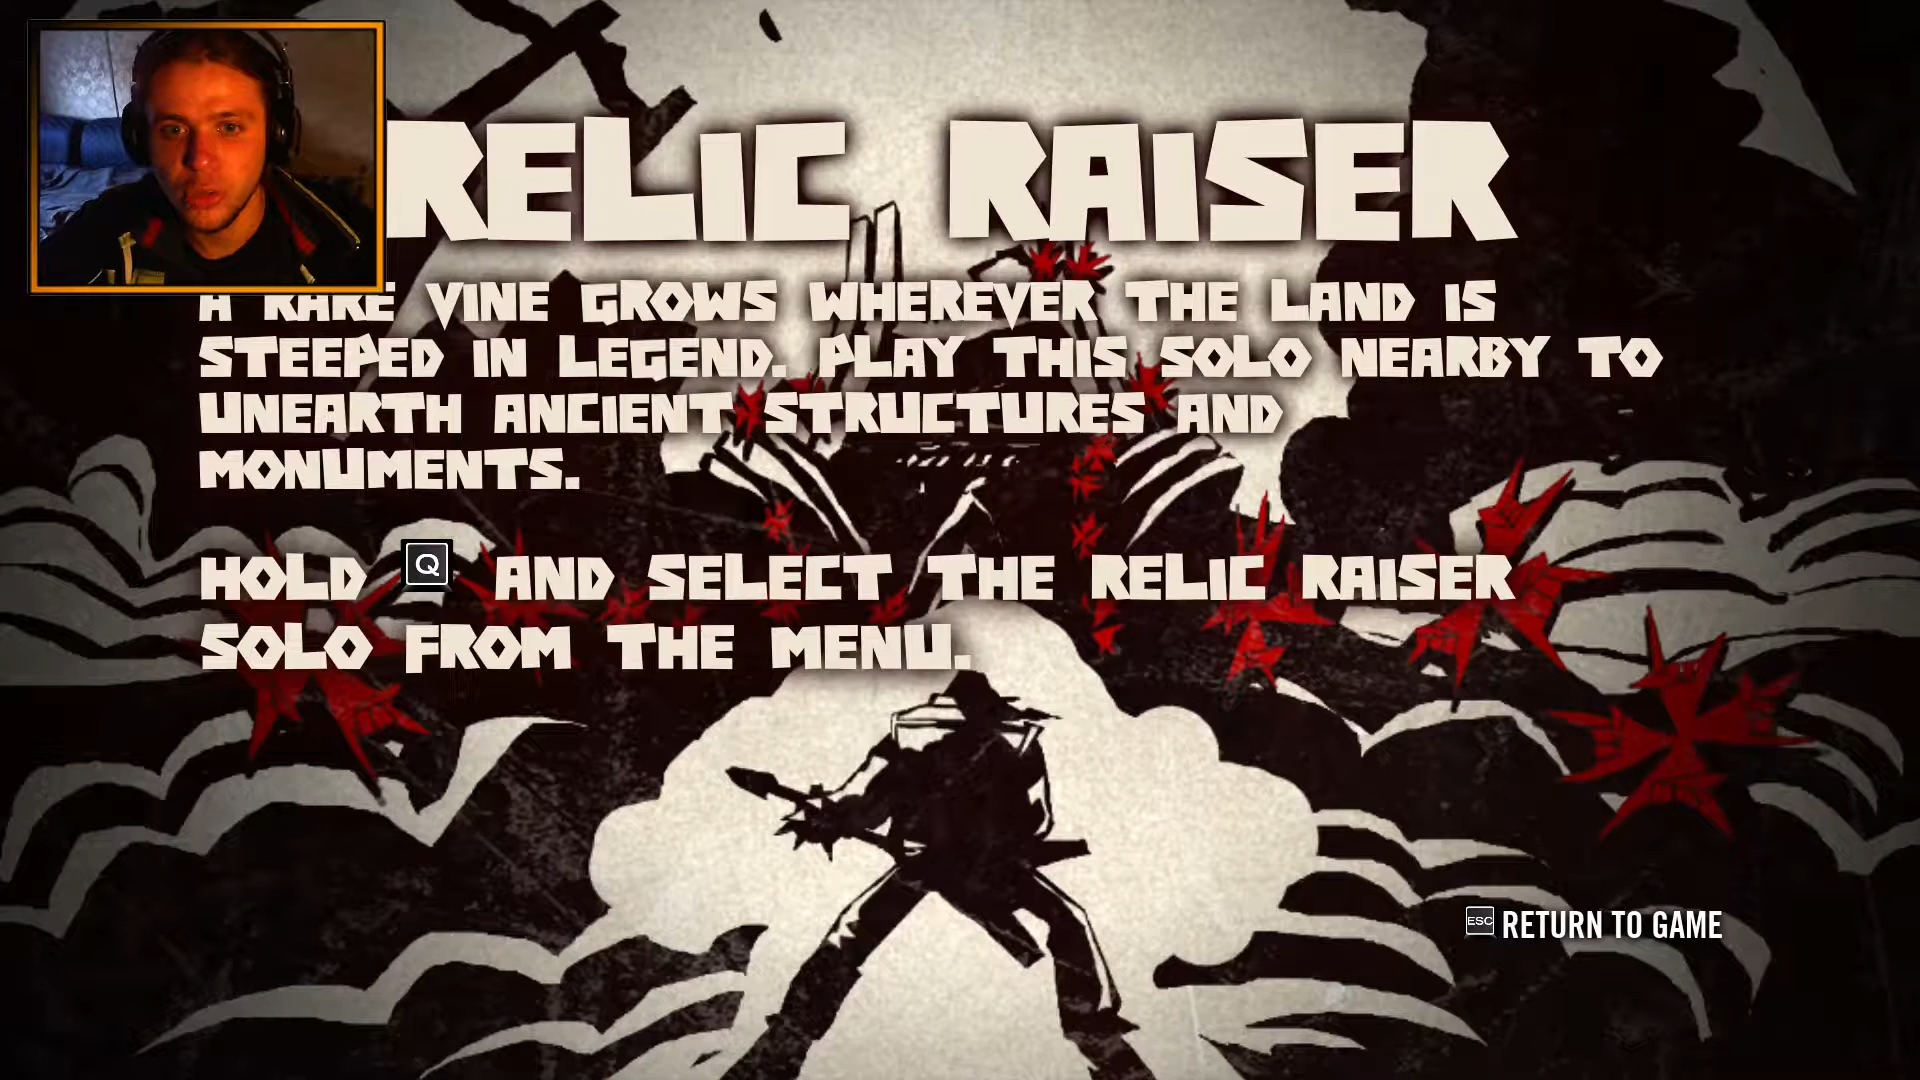 RELIC RAISER
A RARE VINE GROWS WHEREVER THE LAND IS
STEEPED IN LEGEND. PLAY THIS SOLO NEARBY TO
UNEARTH ANCIENT STRUCTURES AND
MONUMENTS.
HOLD Q AND SELECT THE RELIC RAISER
SOLO FROM THE MENU.
ESC RETURN TO GAME